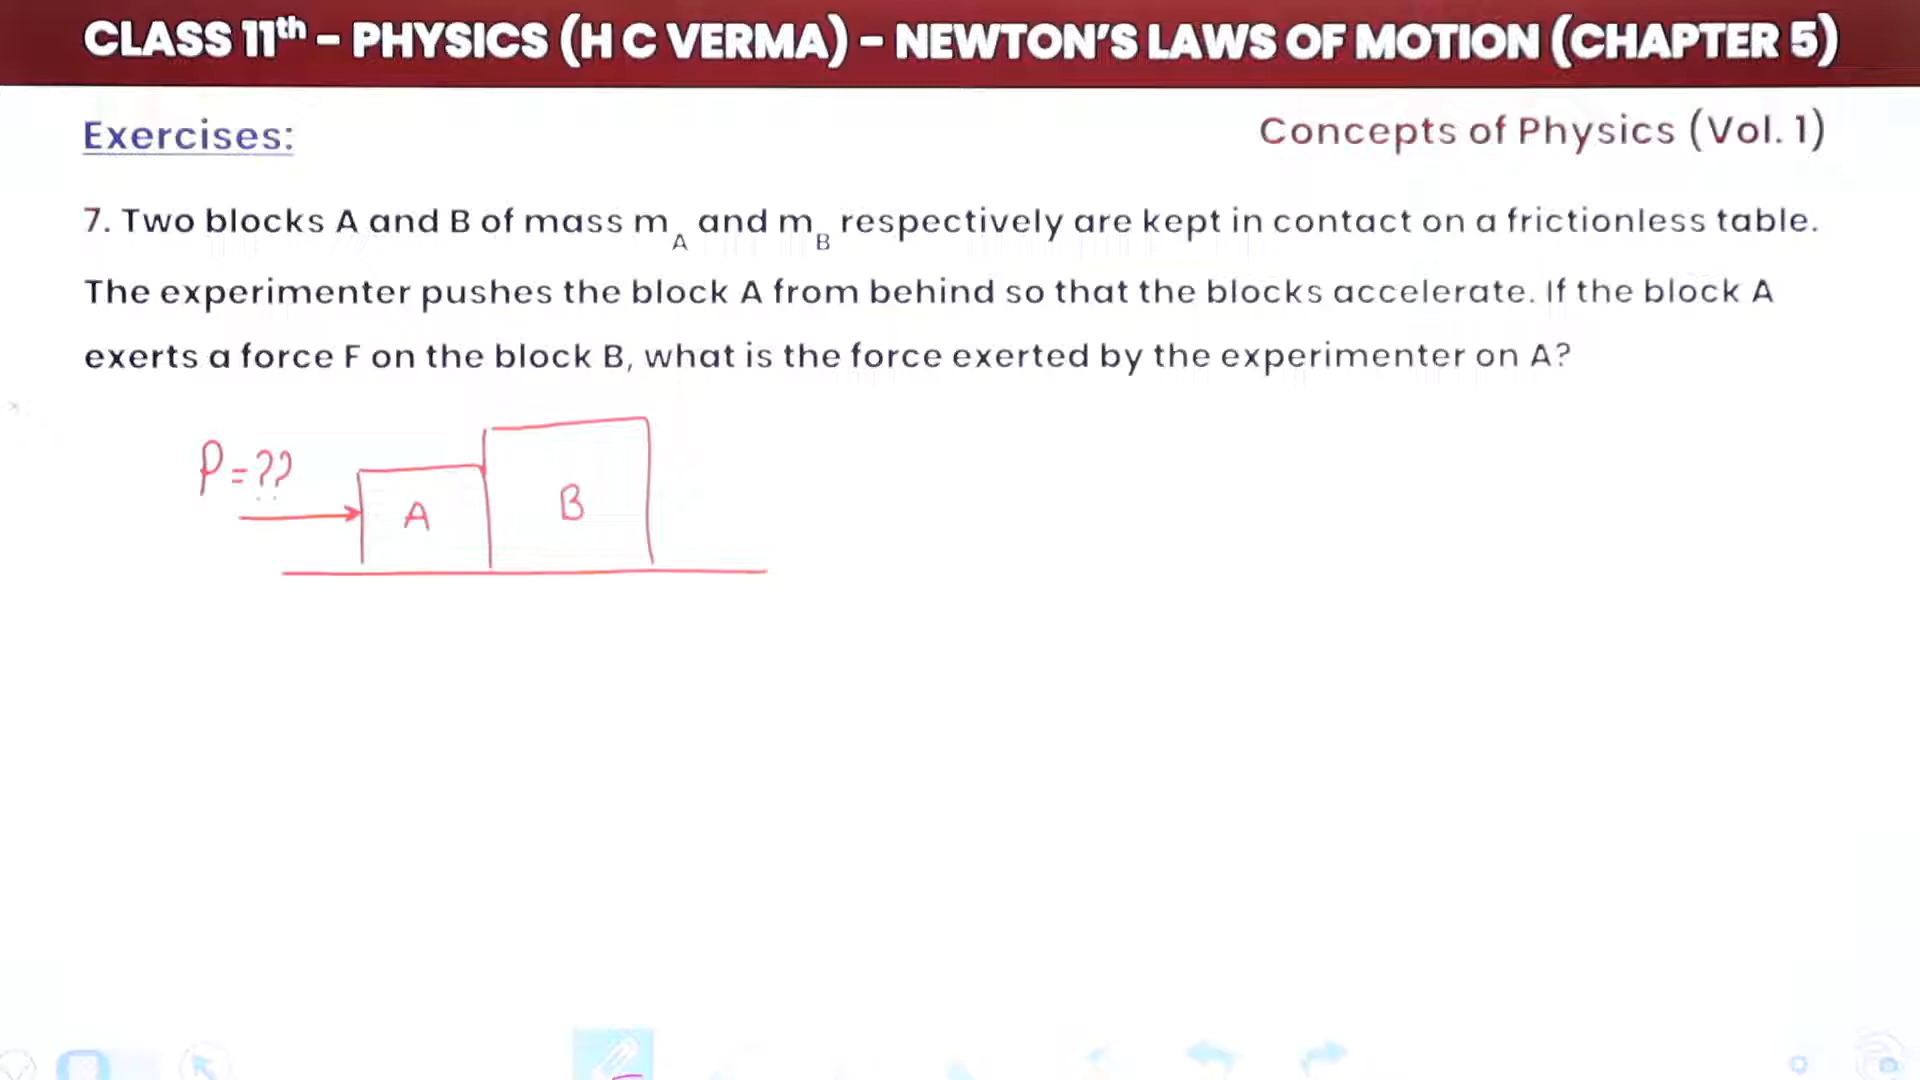 CLASS 11th – PHYSICS (H C VERMA) – NEWTON'S LAWS OF MOTION (CHAPTER 5)
Exercises:
Concepts of Physics (Vol. 1)
7. Two blocks A and B of mass m_A and m_B respectively are kept in contact on a frictionless table.
The experimenter pushes the block A from behind so that the blocks accelerate. If the block A
exerts a force F on the block B, what is the force exerted by the experimenter on A?
P=??
A
B